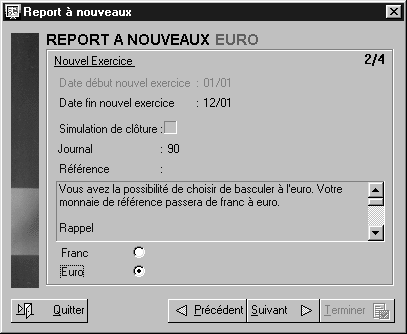 Report à nouveaux
REPORT A NOUVEAUX EURO
Nouvel Exercice
2/4
Date début nouvel exercice : 01/01
Date fin nouvel exercice : 12/01
Simulation de clôture :
Journal : 90
Référence :
Vous avez la possibilité de choisir de basculer à l'euro. Votre
monnaie de référence passera de franc à euro.
Rappel
Franc
Euro
Quitter
Précédent
Suivant
Terminer